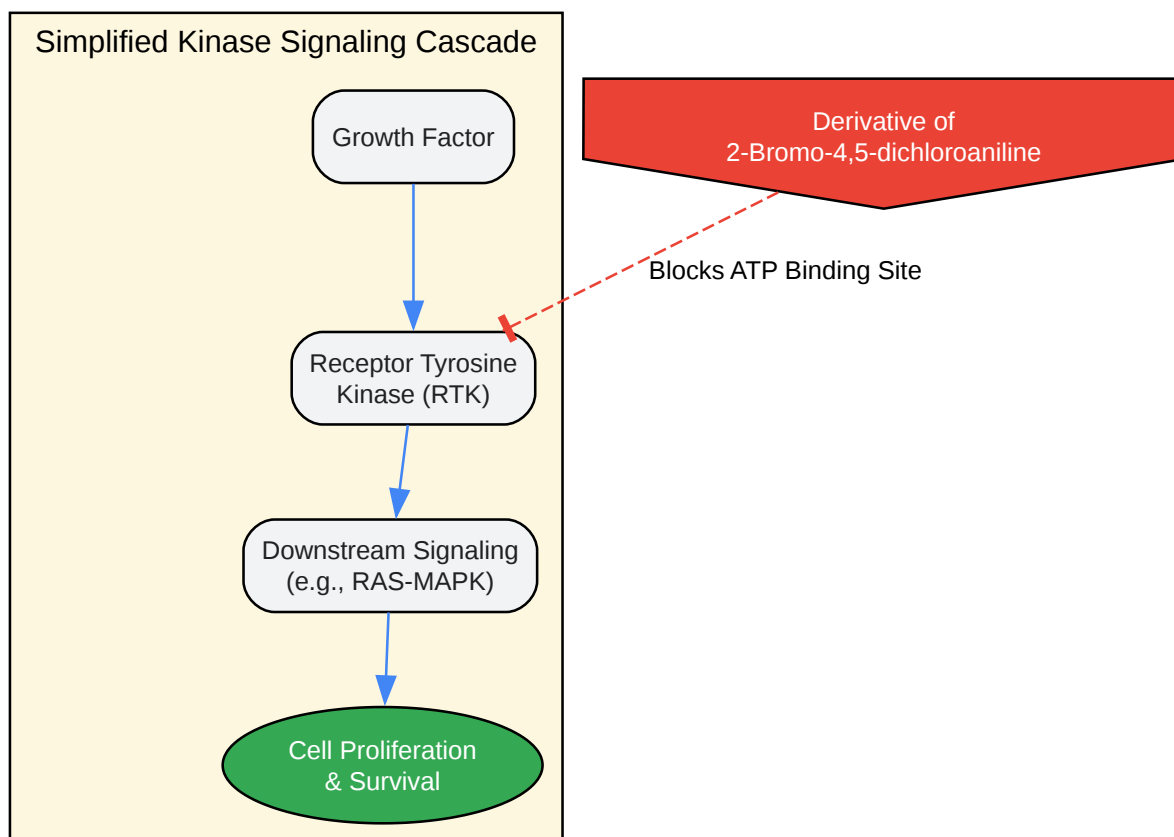 Simplified Kinase Signaling Cascade
Growth Factor
Derivative of
2-Bromo-4,5-dichloroaniline
Blocks ATP Binding Site
Receptor Tyrosine
Kinase (RTK)
Downstream Signaling
(e.g., RAS-MAPK)
Cell Proliferation
& Survival